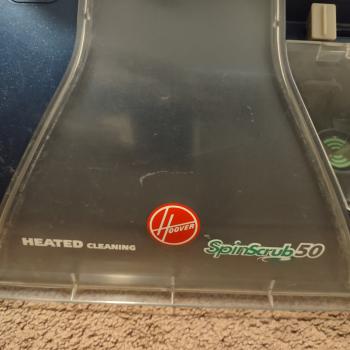 HOOVER
HEATED CLEANING
SpinScrub 50